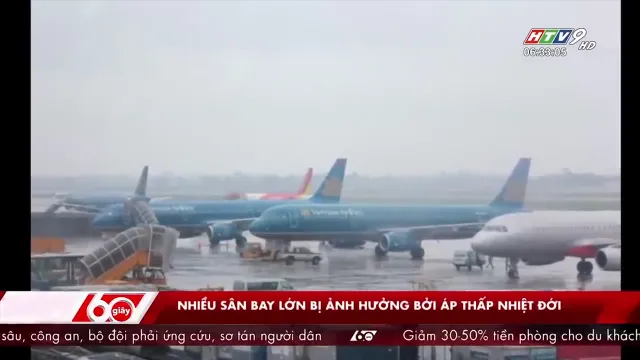 HTV9 HD
06:33:05
60 giây
NHIỀU SÂN BAY LỚN BỊ ẢNH HƯỞNG BỞI ÁP THẤP NHIỆT ĐỚI
sâu, công an, bộ đội phải ứng cứu, sơ tán người dân
60 giây
Giảm 30-50% tiền phòng cho du khách